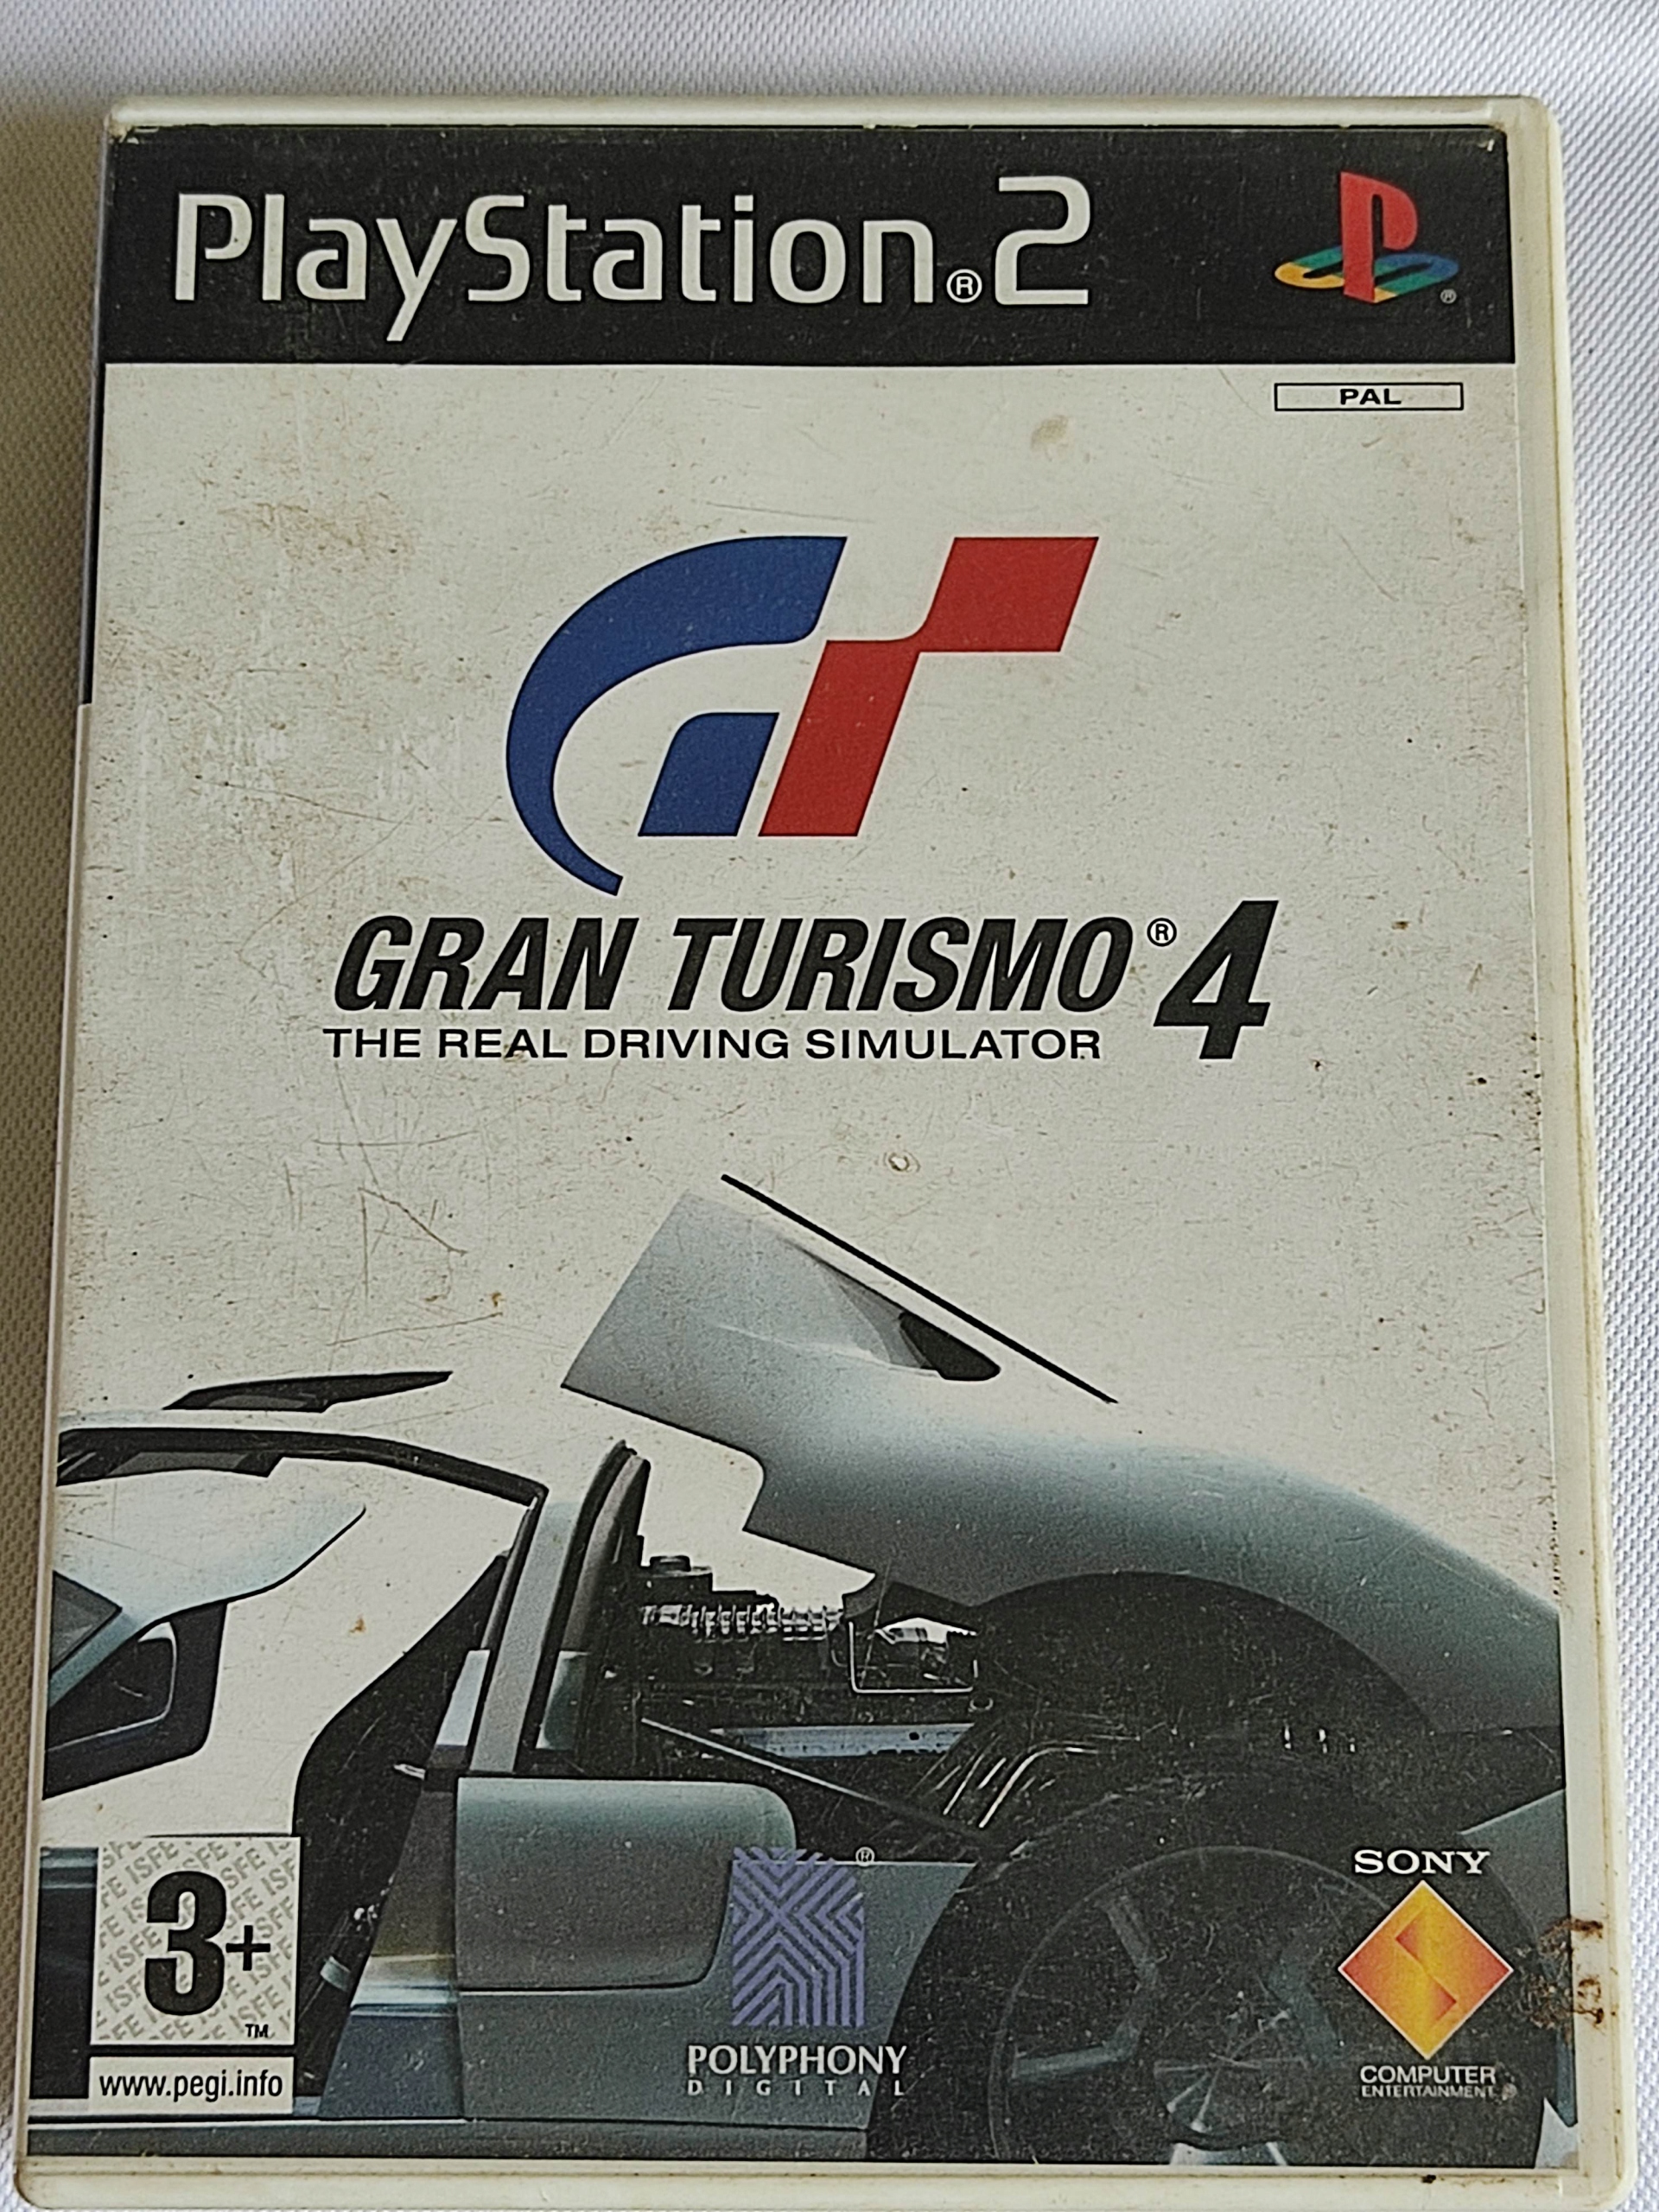 PlayStation®2
PAL
GRAN TURISMO® 4
THE REAL DRIVING SIMULATOR
3+™
www.pegi.info
POLYPHONY
DIGITAL
SONY
COMPUTER
ENTERTAINMENT